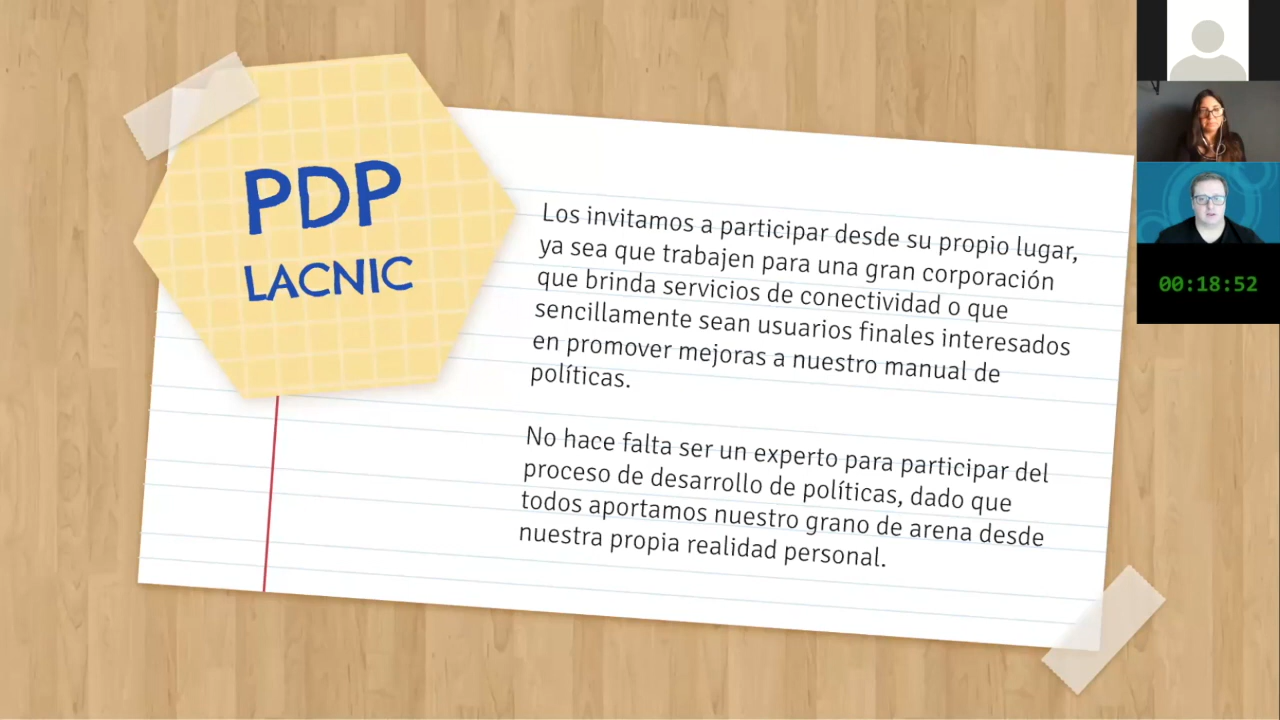 PDP
LACNIC
Los invitamos a participar desde su propio lugar,
ya sea que trabajen para una gran corporación
que brinda servicios de conectividad o que
sencillamente sean usuarios finales interesados
en promover mejoras a nuestro manual de
políticas.
No hace falta ser un experto para participar del
proceso de desarrollo de políticas, dado que
todos aportamos nuestro grano de arena desde
nuestra propia realidad personal.
00:18:52